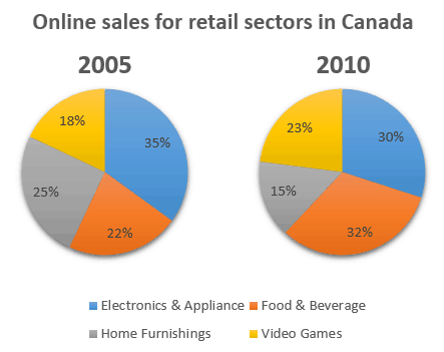 Online sales for retail sectors in Canada
2005
2010
18%
35%
25%
22%
23%
30%
15%
32%
Electronics & Appliance
Food & Beverage
Home Furnishings
Video Games